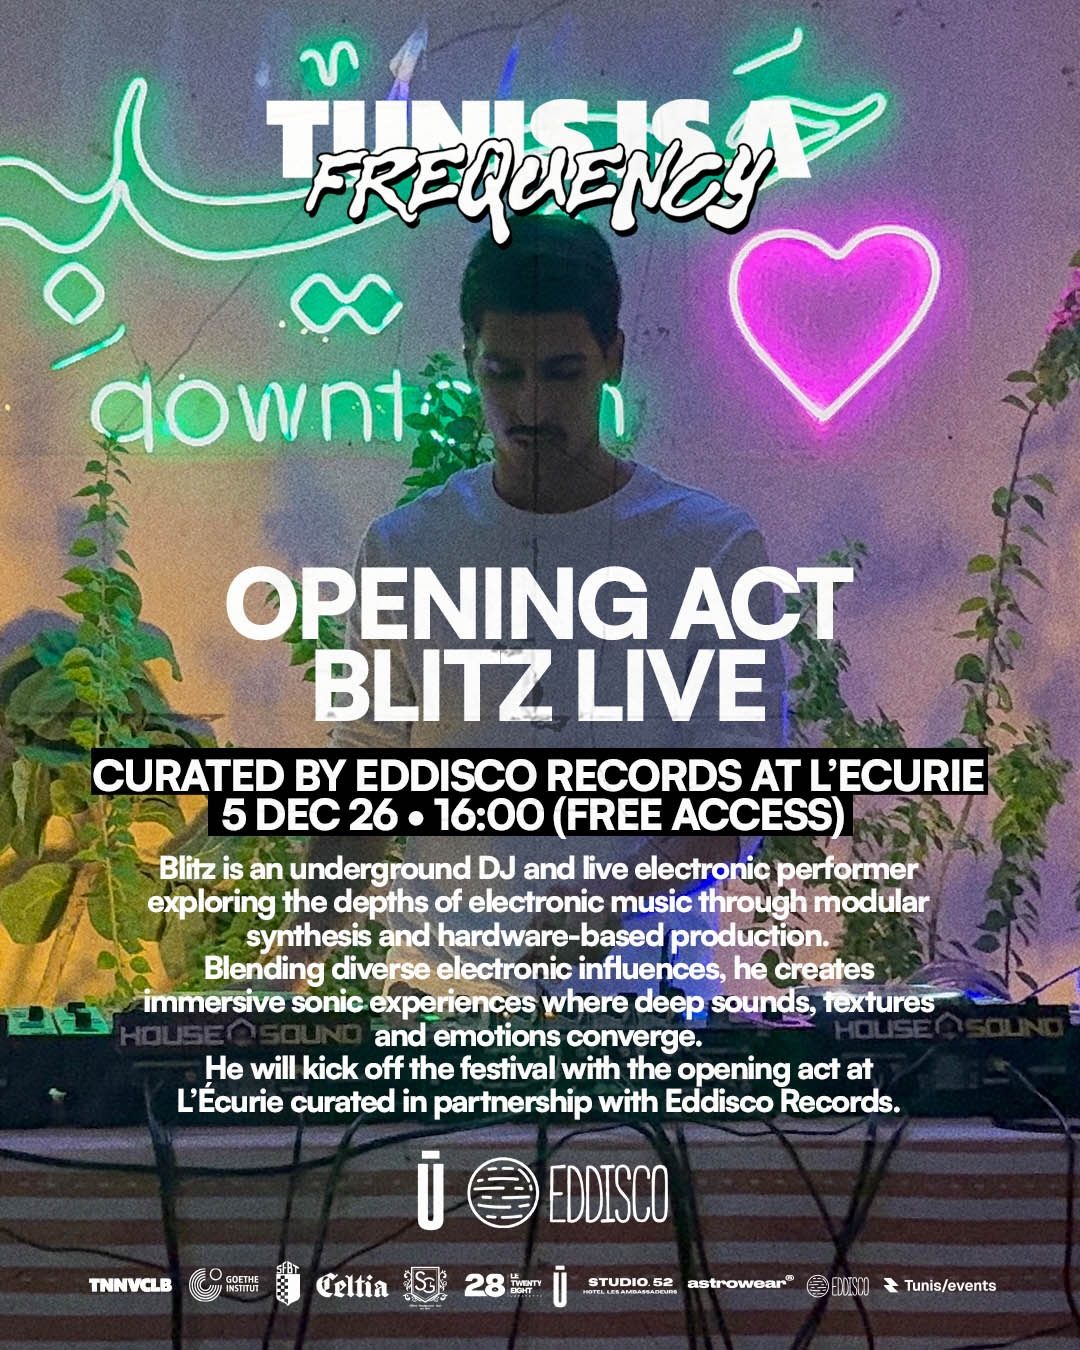 TUNIS IS A
FREQUENCY
downt
OPENING ACT
BLITZ LIVE
CURATED BY EDDISCO RECORDS AT L'ECURIE
5 DEC 26 • 16:00 (FREE ACCESS)
Blitz is an underground DJ and live electronic performer
exploring the depths of electronic music through modular
synthesis and hardware-based production.
Blending diverse electronic influences, he creates
immersive sonic experiences where deep sounds, textures
and emotions converge.
He will kick off the festival with the opening act at
L'Écurie curated in partnership with Eddisco Records.
HOUSE OF SOUND
HOUSE OF SOUND
Ū EDDISCO
TNNVCLB GOETHE INSTITUT SFBT Celtia SG 28 LE TWENTY EIGHT Ū STUDIO.52 HOTEL LES AMBASSADEURS astrowear® EDDISCO Tunis/events